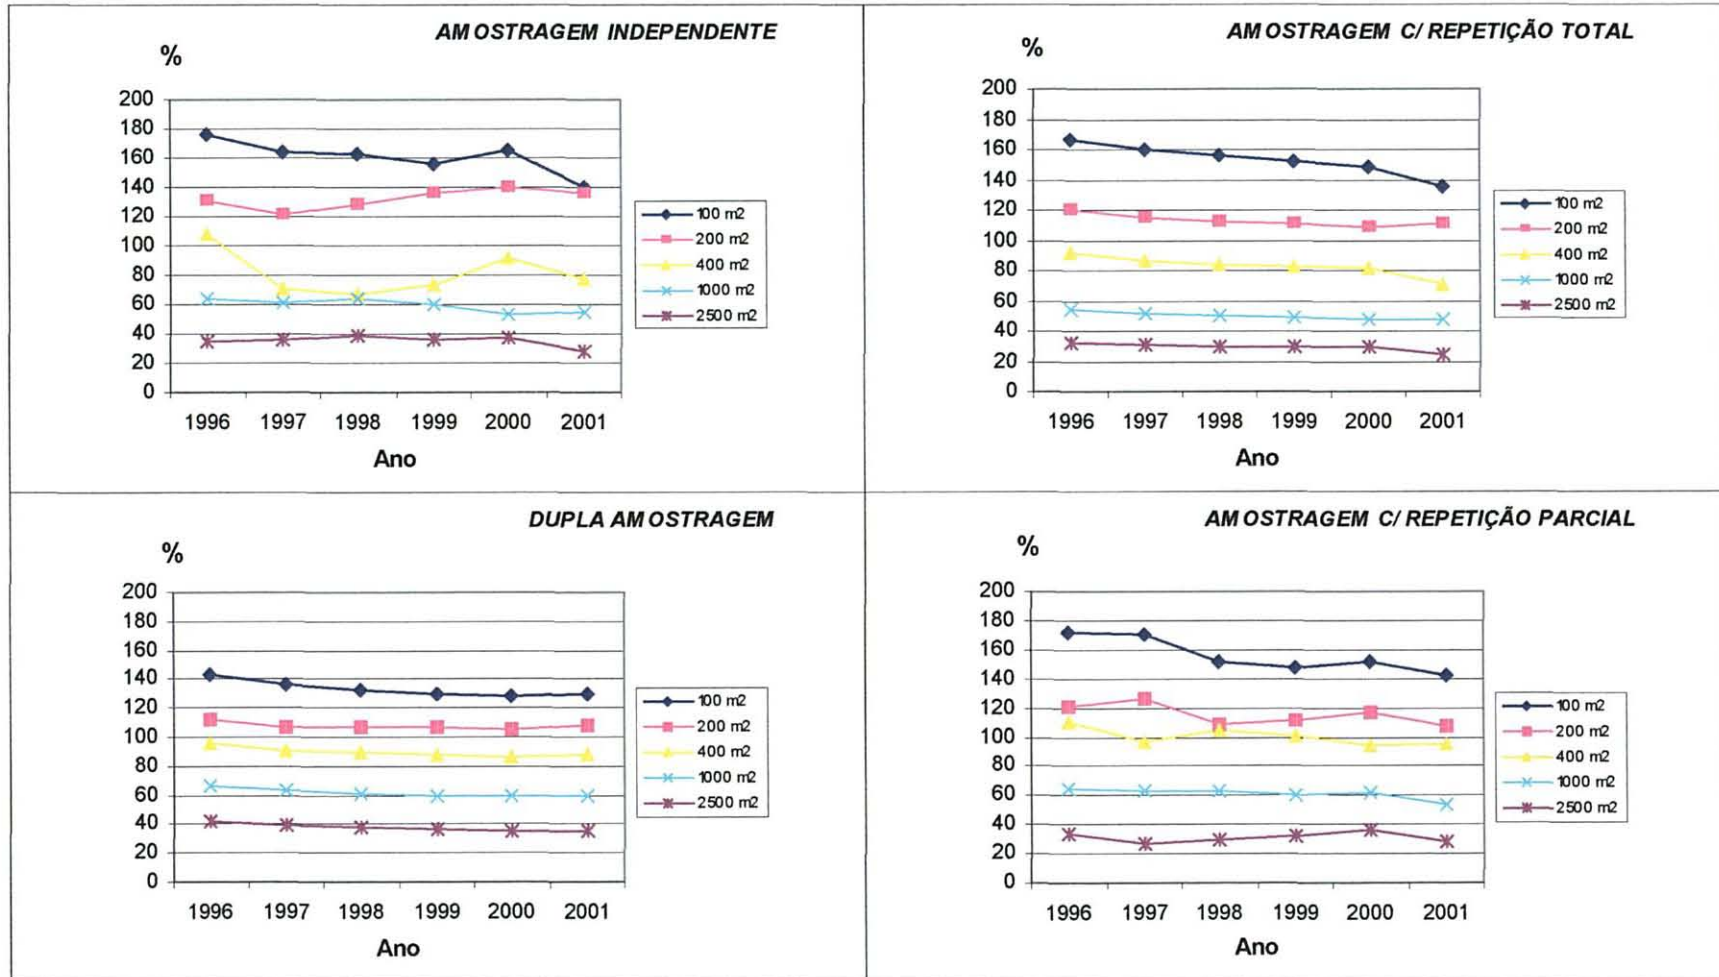 AMOSTRAGEM INDEPENDENTE
%
200
180
160
140
120
100
80
60
40
20
0
1996 1997 1998 1999 2000 2001
Ano
100 m2
200 m2
400 m2
1000 m2
2500 m2
AMOSTRAGEM C/ REPETIÇÃO TOTAL
%
200
180
160
140
120
100
80
60
40
20
0
1996 1997 1998 1999 2000 2001
Ano
100 m2
200 m2
400 m2
1000 m2
2500 m2
DUPLA AMOSTRAGEM
%
200
180
160
140
120
100
80
60
40
20
0
1996 1997 1998 1999 2000 2001
Ano
100 m2
200 m2
400 m2
1000 m2
2500 m2
AMOSTRAGEM C/ REPETIÇÃO PARCIAL
%
200
180
160
140
120
100
80
60
40
20
0
1996 1997 1998 1999 2000 2001
Ano
100 m2
200 m2
400 m2
1000 m2
2500 m2